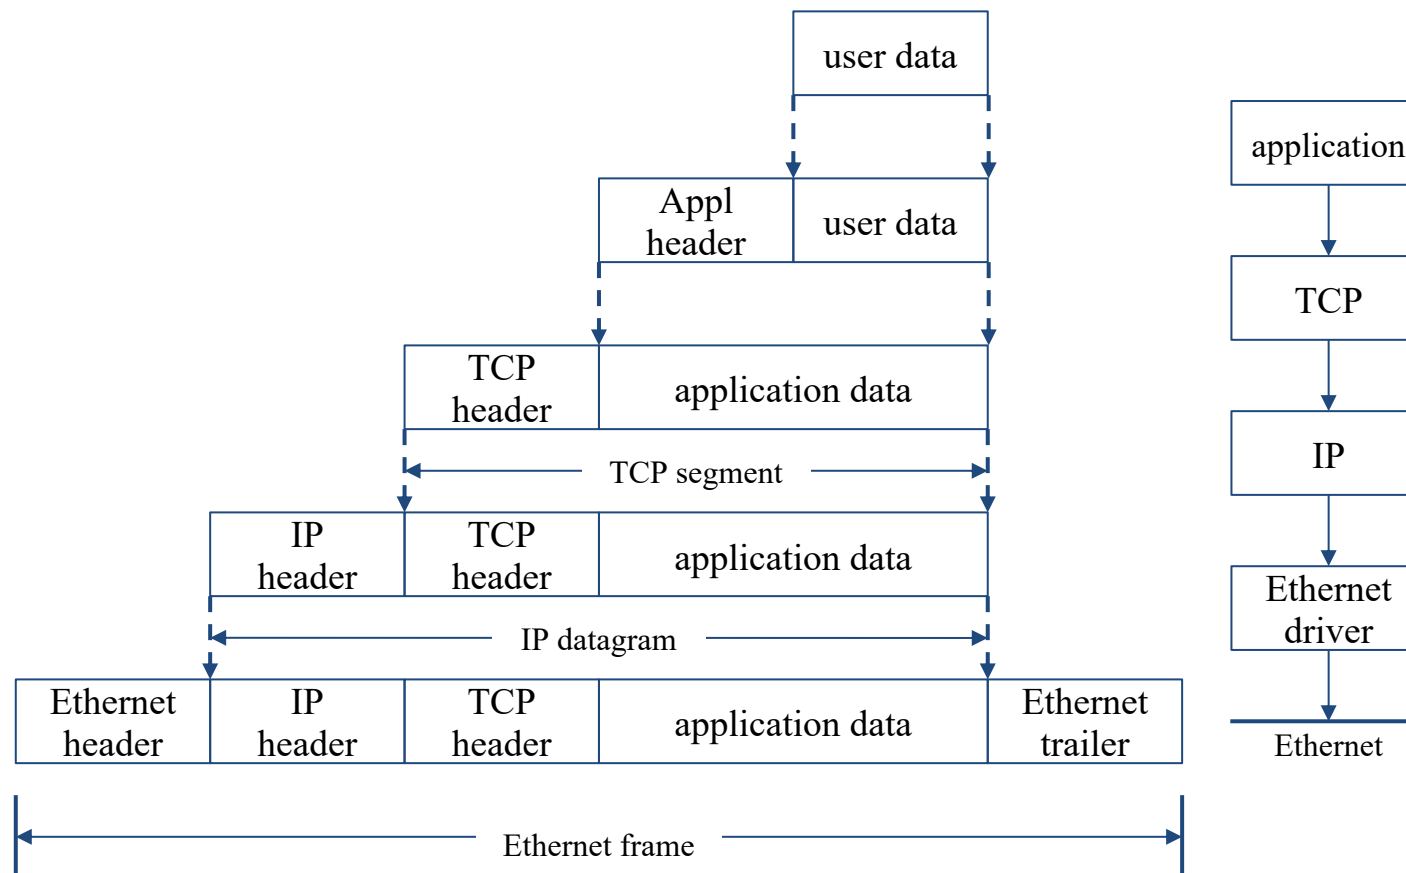 user data
Appl
header
user data
TCP
header
application data
TCP segment
IP
header
TCP
header
application data
IP datagram
Ethernet
header
IP
header
TCP
header
application data
Ethernet
trailer
Ethernet frame
application
TCP
IP
Ethernet
driver
Ethernet